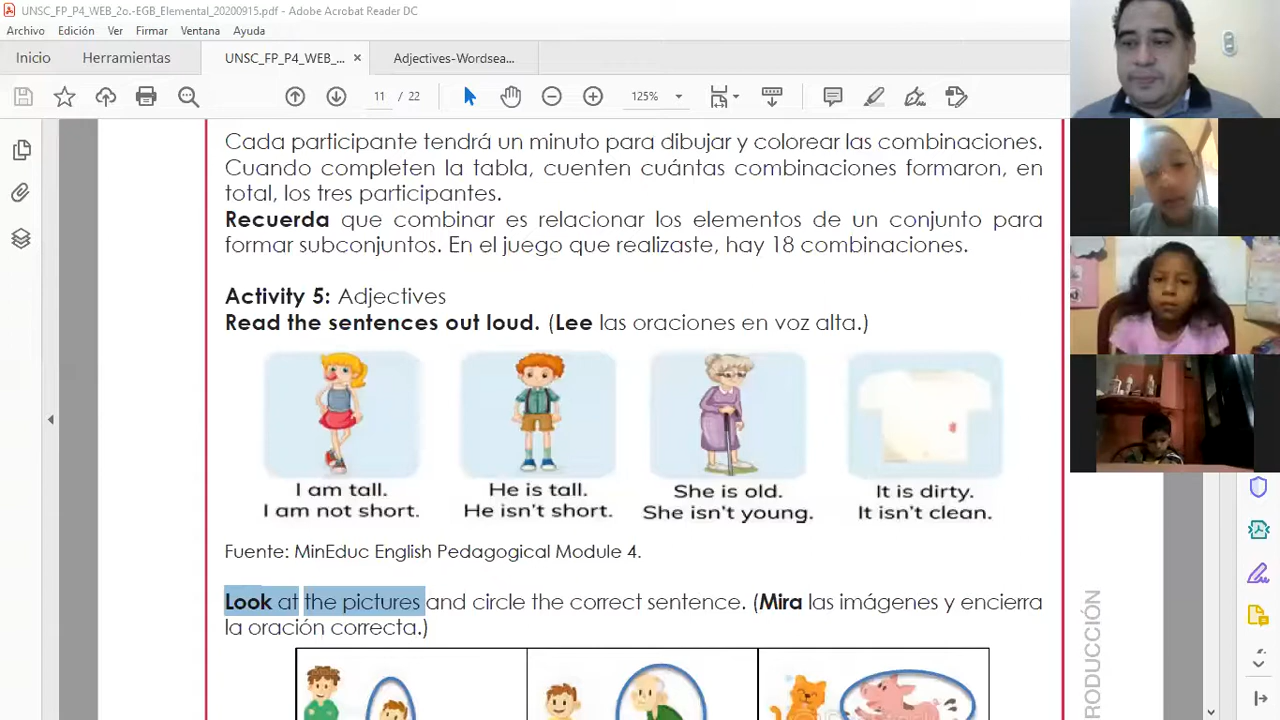 UNSC_FP_P4_WEB_2o.-EGB_Elemental_20200915.pdf - Adobe Acrobat Reader DC
Archivo Edición Ver Firmar Ventana Ayuda
Inicio Herramientas UNSC_FP_P4_WEB_... × Adjectives-Wordsea...
11 / 22 125%
Cada participante tendrá un minuto para dibujar y colorear las combinaciones.
Cuando completen la tabla, cuenten cuántas combinaciones formaron, en
total, los tres participantes.
Recuerda que combinar es relacionar los elementos de un conjunto para
formar subconjuntos. En el juego que realizaste, hay 18 combinaciones.
Activity 5: Adjectives
Read the sentences out loud. (Lee las oraciones en voz alta.)
I am tall.
I am not short.
He is tall.
He isn't short.
She is old.
She isn't young.
It is dirty.
It isn't clean.
Fuente: MinEduc English Pedagogical Module 4.
Look at the pictures and circle the correct sentence. (Mira las imágenes y encierra
la oración correcta.)
RODUCCIÓN